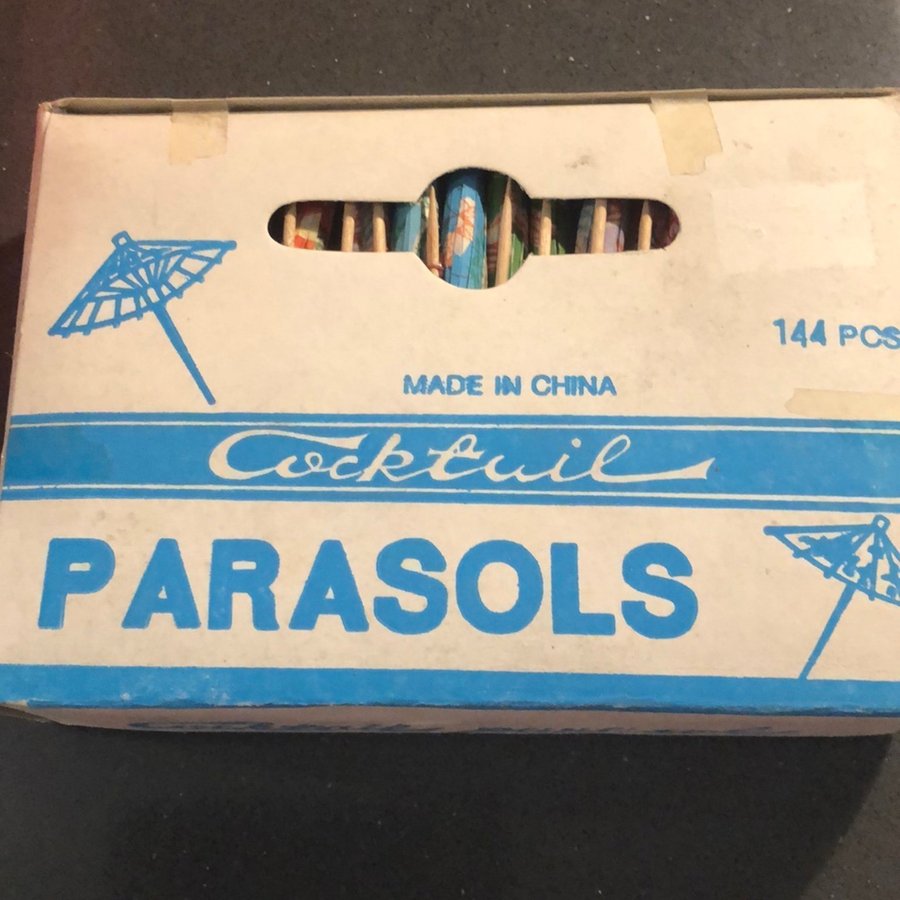 144 PCS
MADE IN CHINA
Cocktail
PARASOLS